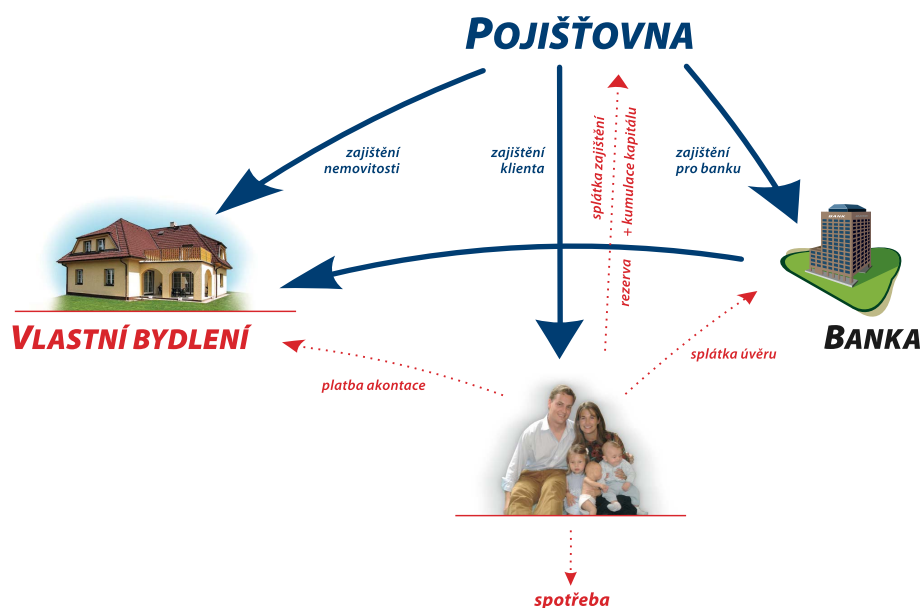 POJIŠŤOVNA
zajištění
nemovitosti
zajištění
klienta
splátka zajištění
rezerva + kumulace kapitálu
zajištění
pro banku
BANK
VLASTNÍ BYDLENÍ
BANKA
splátka úvěru
platba akontace
spotřeba